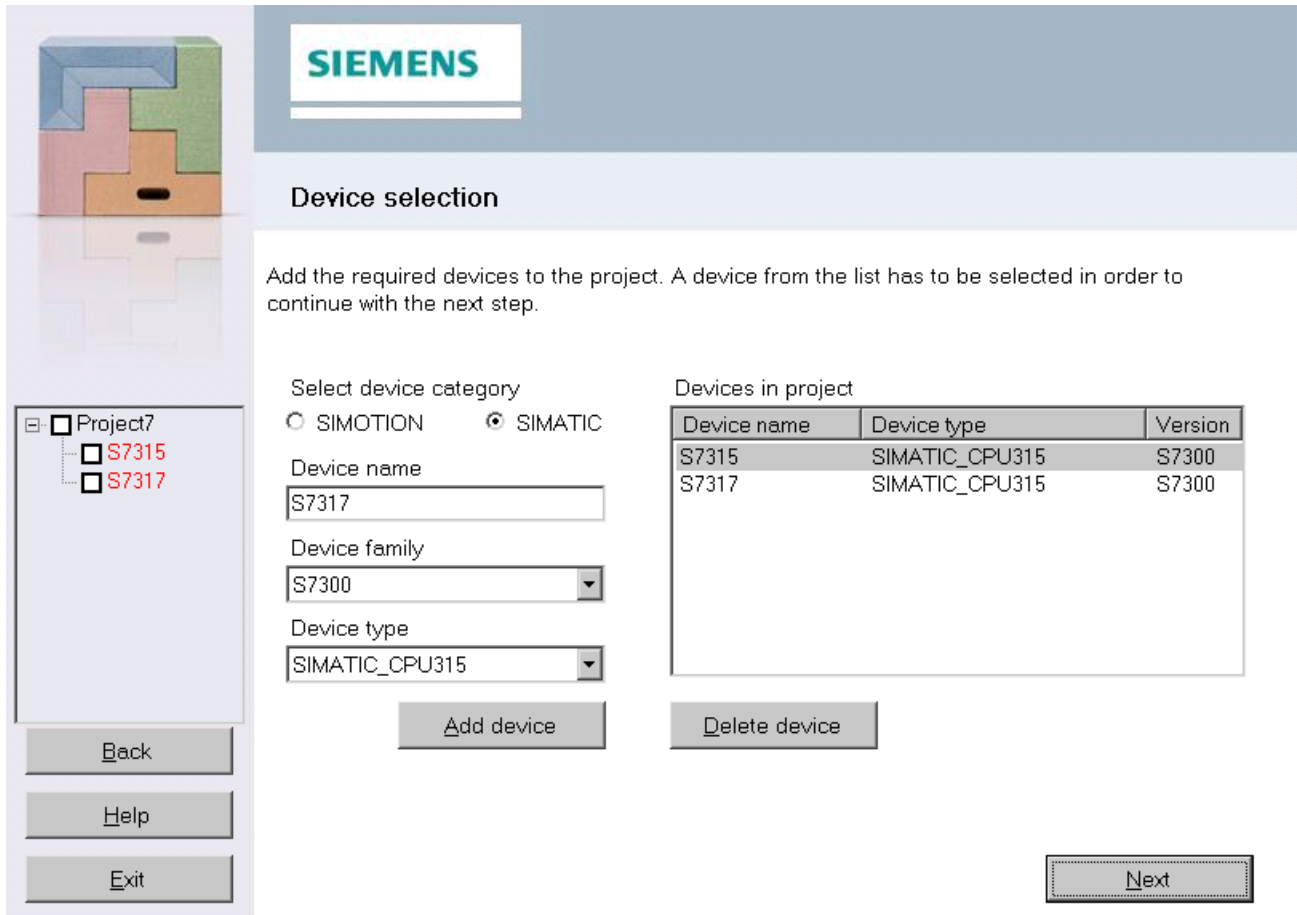 SIEMENS
Device selection
Add the required devices to the project. A device from the list has to be selected in order to
continue with the next step.
Project7
S7315
S7317
Back
Help
Exit
Select device category
SIMOTION SIMATIC
Device name
S7317
Device family
S7300
Device type
SIMATIC_CPU315
Add device
Devices in project
Device name Device type Version
S7315 SIMATIC_CPU315 S7300
S7317 SIMATIC_CPU315 S7300
Delete device
Next